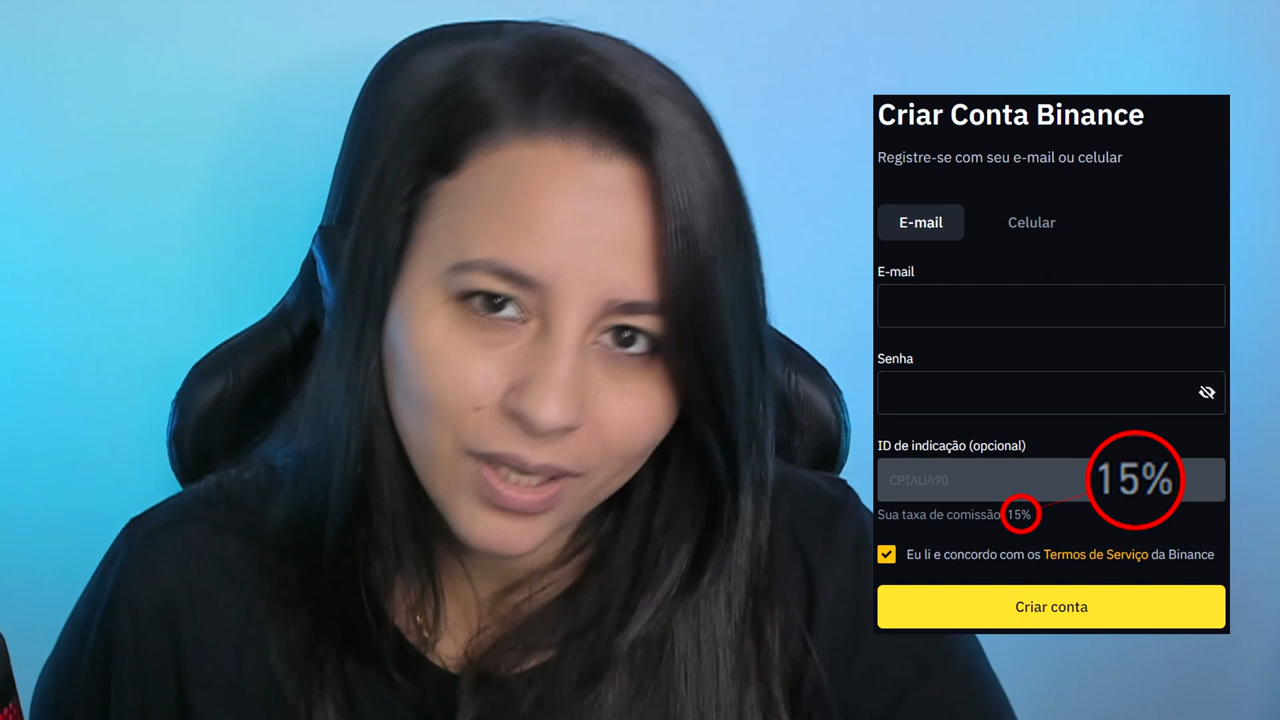 Criar Conta Binance
Registre-se com seu e-mail ou celular
E-mail
Celular
E-mail
Senha
ID de indicação (opcional)
CPIAUA90
15%
Sua taxa de comissão 15%
Eu li e concordo com os Termos de Serviço da Binance
Criar conta